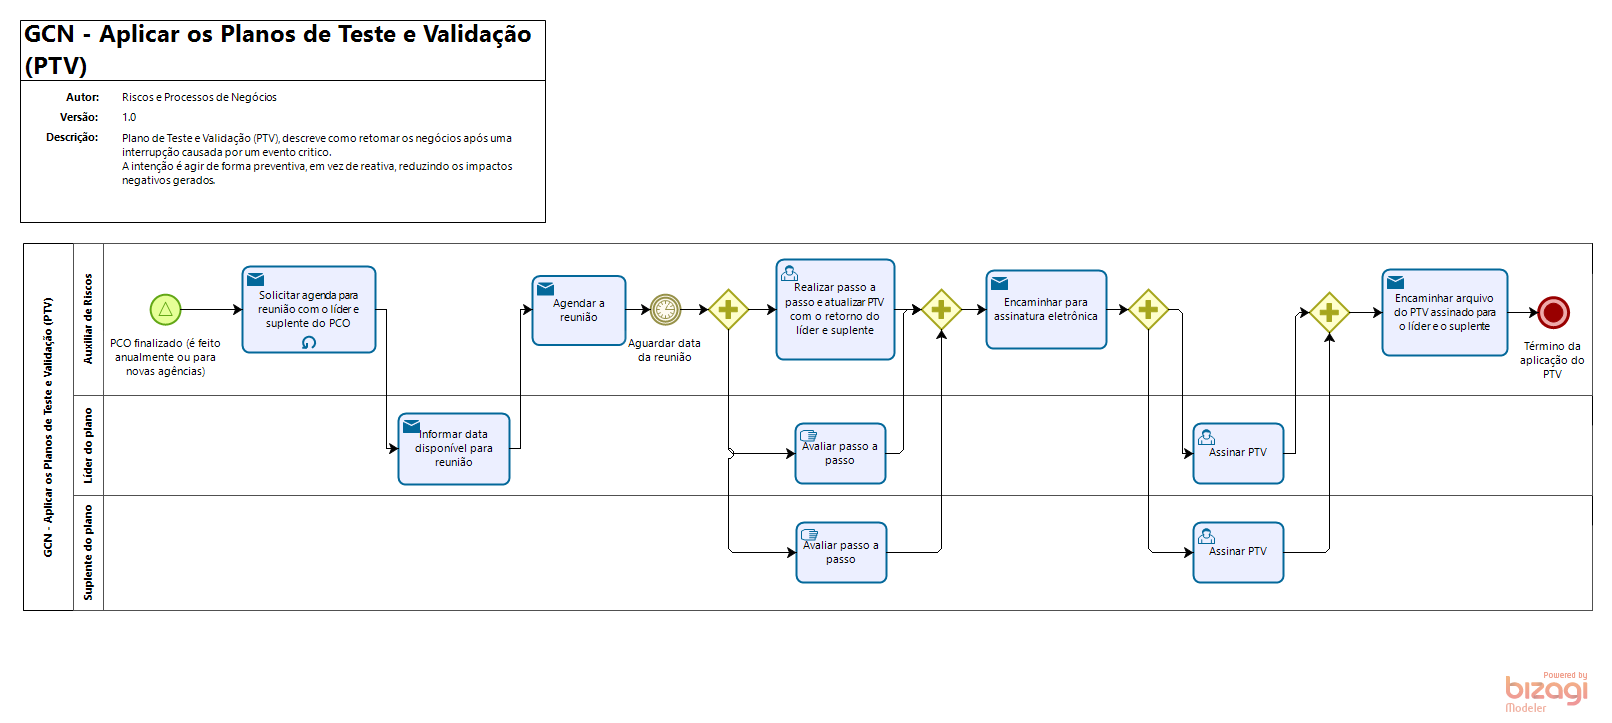 GCN - Aplicar os Planos de Teste e Validação
(PTV)
Autor: Riscos e Processos de Negócios
Versão: 1.0
Descrição: Plano de Teste e Validação (PTV), descreve como retomar os negócios após uma
interrupção causada por um evento critico.
A intenção é agir de forma preventiva, em vez de reativa, reduzindo os impactos
negativos gerados.
GCN - Aplicar os Planos de Teste e Validação (PTV)
Auxiliar de Riscos
PCO finalizado (é feito
anualmente ou para
novas agências)
Solicitar agenda para
reunião com o líder e
suplente do PCO
Agendar a
reunião
Aguardar data
da reunião
Realizar passo a
passo e atualizar PTV
com o retorno do
líder e suplente
Encaminhar para
assinatura eletrônica
Encaminhar arquivo
do PTV assinado para
o líder e o suplente
Término da
aplicação do
PTV
Líder do plano
Informar data
disponível para
reunião
Avaliar passo a
passo
Assinar PTV
Suplente do plano
Avaliar passo a
passo
Assinar PTV
Powered by
bizagi
Modeler